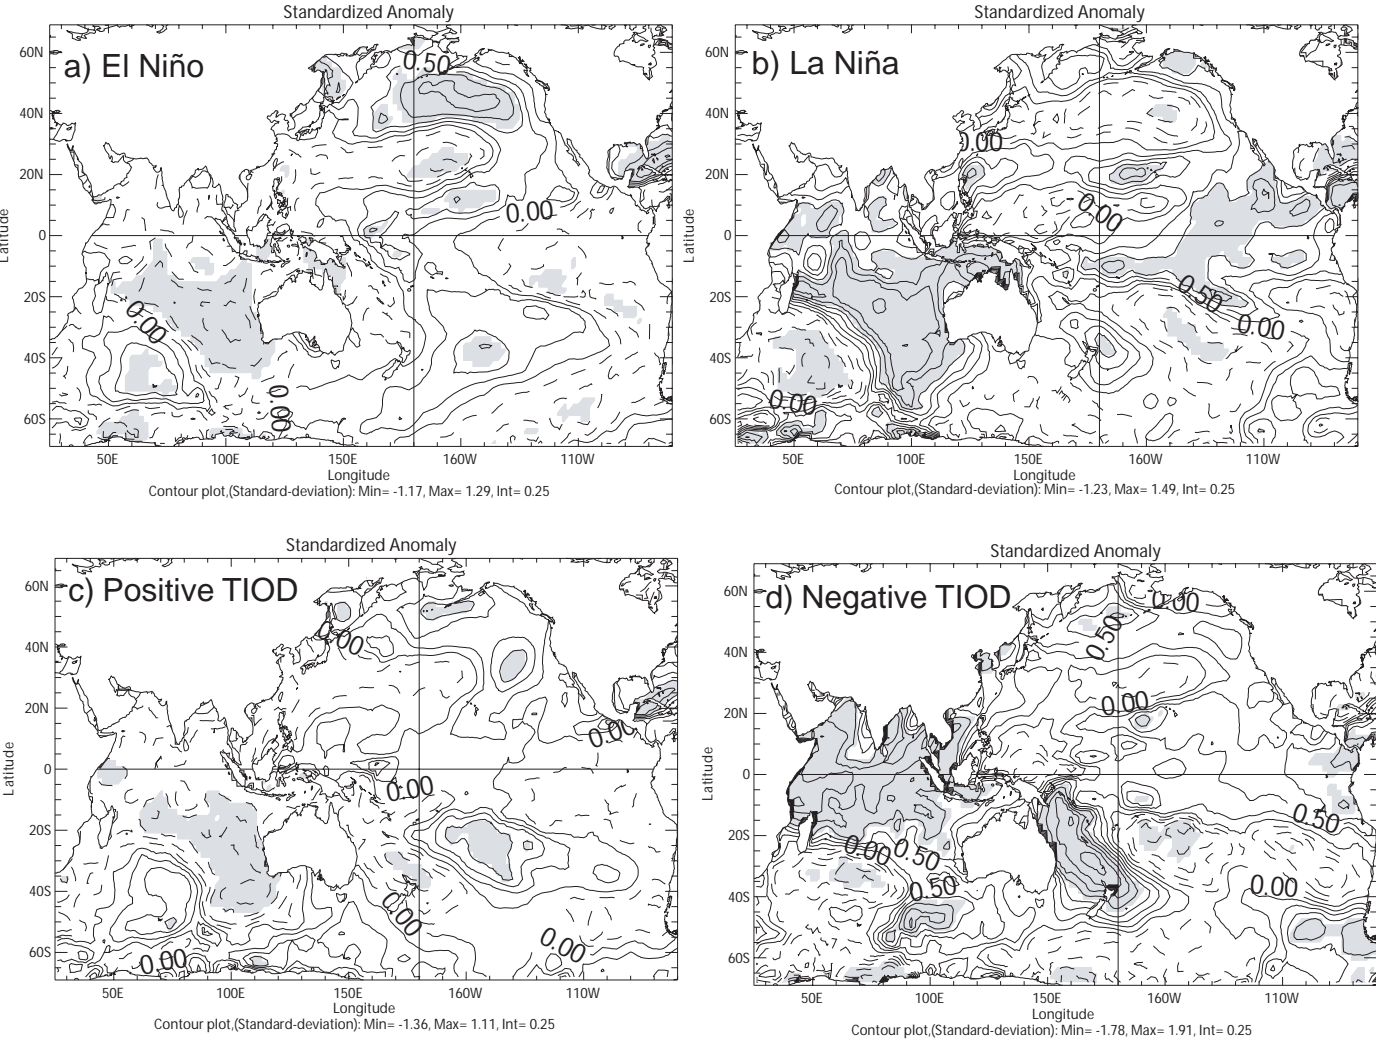 Standardized Anomaly
a) El Niño
0.50
0.00
0.00
0.00
60N
40N
20N
0
20S
40S
60S
Latitude
50E 100E 150E 160W 110W
Longitude
Contour plot,(Standard-deviation): Min= -1.17, Max= 1.29, Int= 0.25
Standardized Anomaly
b) La Niña
0.00
0.00
0.50
0.00
0.00
60N
40N
20N
0
20S
40S
60S
Latitude
50E 100E 150E 160W 110W
Longitude
Contour plot,(Standard-deviation): Min= -1.23, Max= 1.49, Int= 0.25
Standardized Anomaly
c) Positive TIOD
0.00
0.00
0.00
0.00
0.00
0.00
60N
40N
20N
0
20S
40S
60S
Latitude
50E 100E 150E 160W 110W
Longitude
Contour plot,(Standard-deviation): Min= -1.36, Max= 1.11, Int= 0.25
Standardized Anomaly
d) Negative TIOD
0.00
0.50
0.00
0.50
0.00
0.50
0.50
0.00
60N
40N
20N
0
20S
40S
60S
Latitude
50E 100E 150E 160W 110W
Longitude
Contour plot,(Standard-deviation): Min= -1.78, Max= 1.91, Int= 0.25